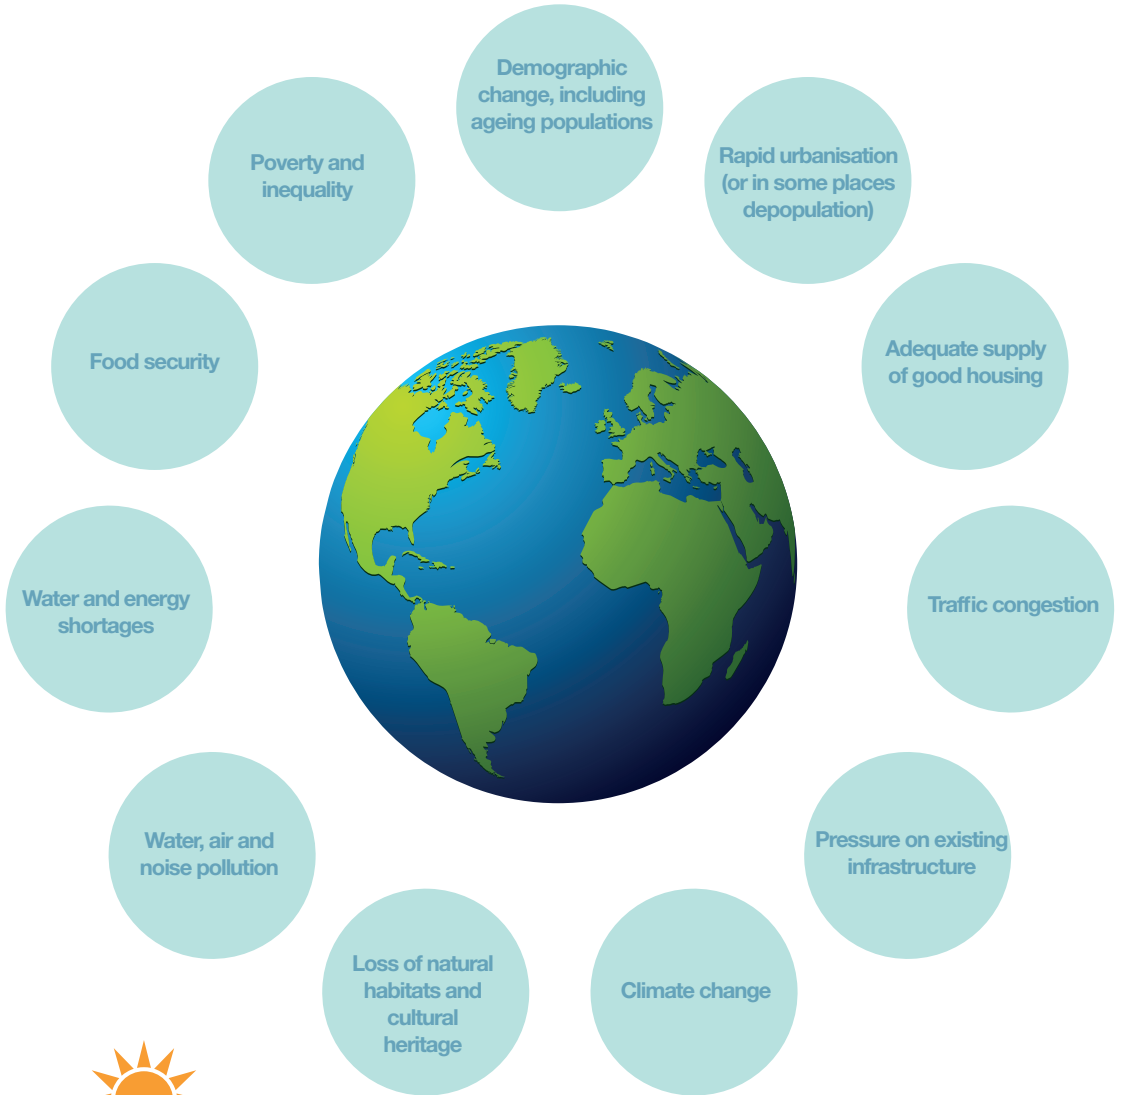 Demographic
change, including
ageing populations
Rapid urbanisation
(or in some places
depopulation)
Adequate supply
of good housing
Traffic congestion
Pressure on existing
infrastructure
Climate change
Loss of natural
habitats and
cultural
heritage
Water, air and
noise pollution
Water and energy
shortages
Food security
Poverty and
inequality